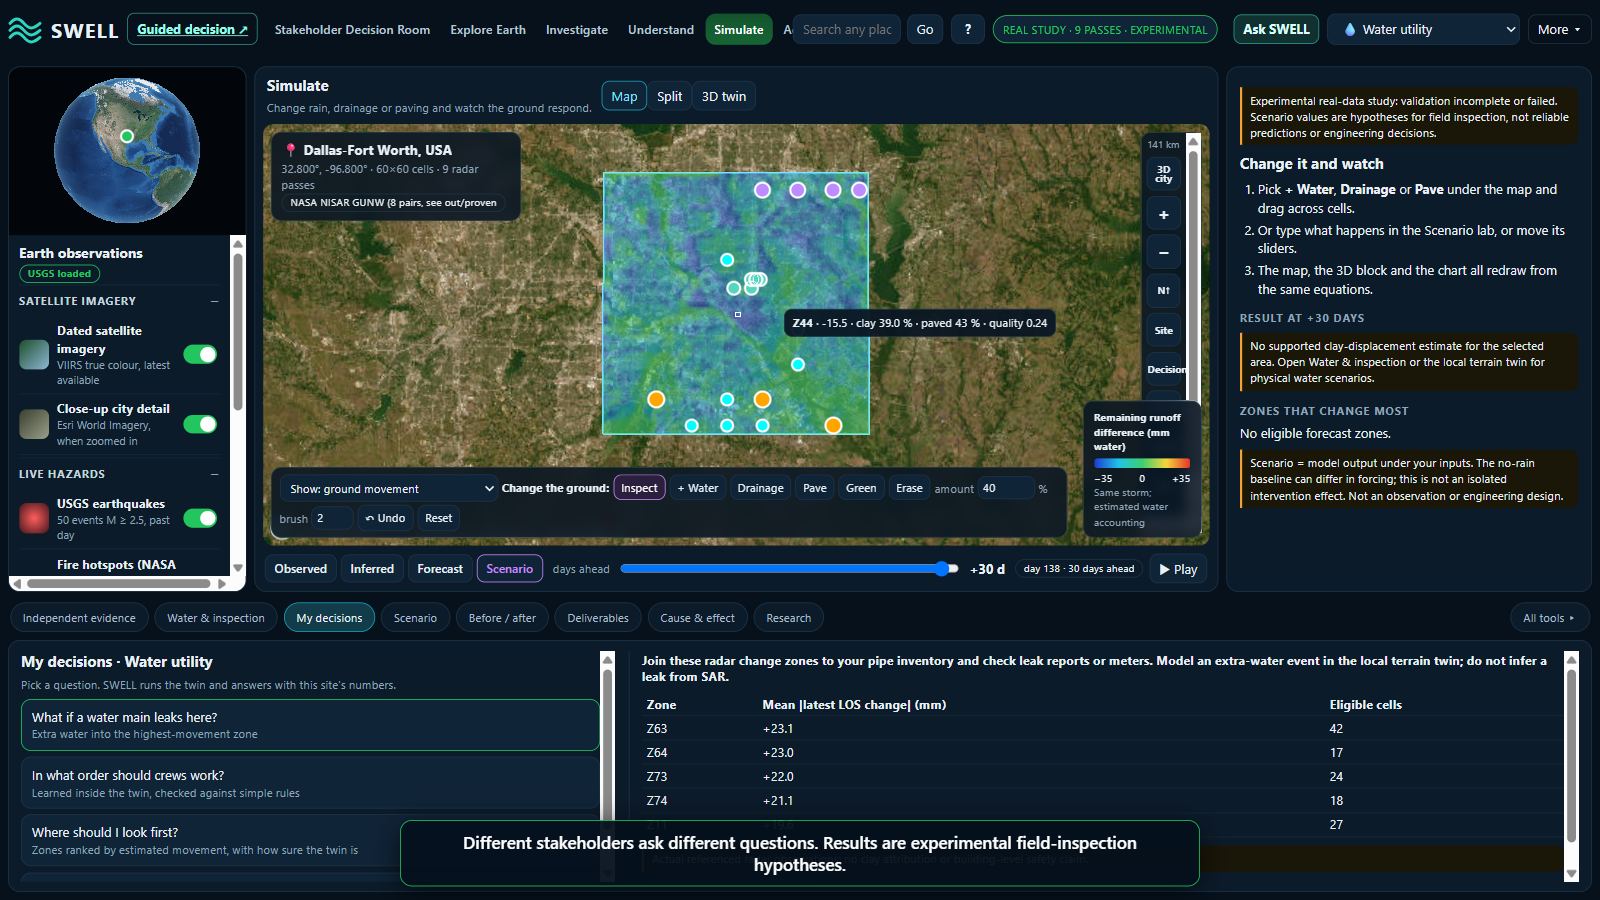 SWELL
Guided decision ↗
Stakeholder Decision Room
Explore Earth
Investigate
Understand
Simulate
Search any plac
Go
?
REAL STUDY · 9 PASSES · EXPERIMENTAL
Ask SWELL
Water utility
More
Earth observations
USGS loaded
SATELLITE IMAGERY
Dated satellite
imagery
VIIRS true colour, latest
available
Close-up city detail
Esri World Imagery,
when zoomed in
LIVE HAZARDS
USGS earthquakes
50 events M ≥ 2.5, past
day
Fire hotspots (NASA
Simulate
Change rain, drainage or paving and watch the ground respond.
Map
Split
3D twin
Dallas-Fort Worth, USA
32.800°, -96.800° · 60×60 cells · 9 radar
passes
NASA NISAR GUNW (8 pairs, see out/proven
Z44 · -15.5 · clay 39.0 % · paved 43 % · quality 0.24
141 km
3D
city
+
−
N↑
Site
Decision
Remaining runoff
difference (mm
water)
−35 0 +35
Same storm;
estimated water
accounting
Show: ground movement
Change the ground:
Inspect
+ Water
Drainage
Pave
Green
Erase
amount 40 %
brush 2
↶ Undo
Reset
Observed
Inferred
Forecast
Scenario
days ahead
+30 d
day 138 · 30 days ahead
▶ Play
Experimental real-data study: validation incomplete or failed.
Scenario values are hypotheses for field inspection, not reliable
predictions or engineering decisions.
Change it and watch
1. Pick + Water, Drainage or Pave under the map and
drag across cells.
2. Or type what happens in the Scenario lab, or move its
sliders.
3. The map, the 3D block and the chart all redraw from
the same equations.
RESULT AT +30 DAYS
No supported clay-displacement estimate for the selected
area. Open Water & inspection or the local terrain twin for
physical water scenarios.
ZONES THAT CHANGE MOST
No eligible forecast zones.
Scenario = model output under your inputs. The no-rain
baseline can differ in forcing; this is not an isolated
intervention effect. Not an observation or engineering design.
Independent evidence
Water & inspection
My decisions
Scenario
Before / after
Deliverables
Cause & effect
Research
All tools ▸
My decisions · Water utility
Pick a question. SWELL runs the twin and answers with this site's numbers.
What if a water main leaks here?
Extra water into the highest-movement zone
In what order should crews work?
Learned inside the twin, checked against simple rules
Where should I look first?
Zones ranked by estimated movement, with how sure the twin is
Join these radar change zones to your pipe inventory and check leak reports or meters. Model an extra-water event in the local terrain twin; do not infer a
leak from SAR.
Zone Mean |latest LOS change| (mm) Eligible cells
Z63 +23.1 42
Z64 +23.0 17
Z73 +22.0 24
Z74 +21.1 18
27
Different stakeholders ask different questions. Results are experimental field-inspection
hypotheses.